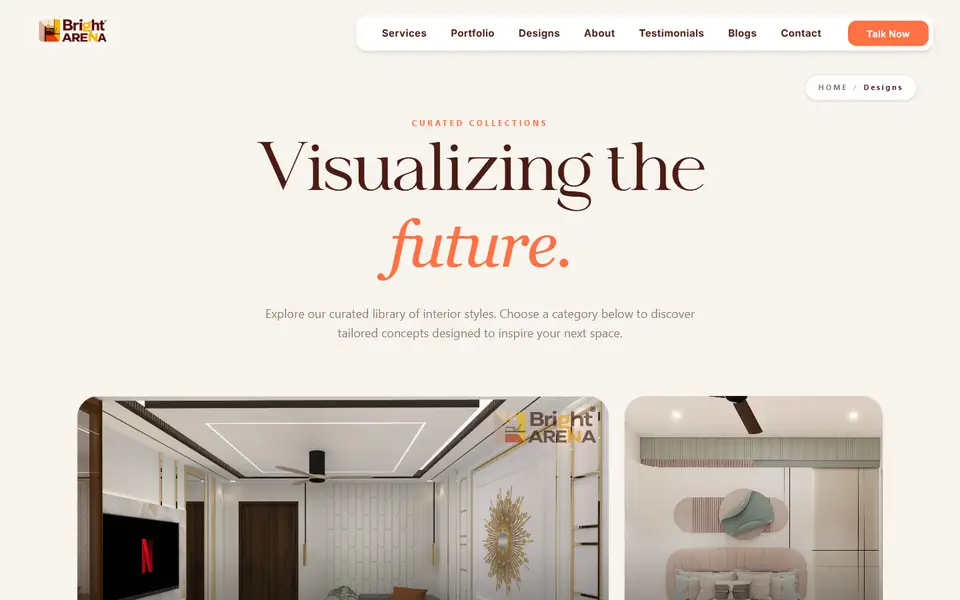 Bright
ARENA
Services
Portfolio
Designs
About
Testimonials
Blogs
Contact
Talk Now
HOME / Designs
CURATED COLLECTIONS
Visualizing the
future.
Explore our curated library of interior styles. Choose a category below to discover
tailored concepts designed to inspire your next space.
Bright
ARENA
N